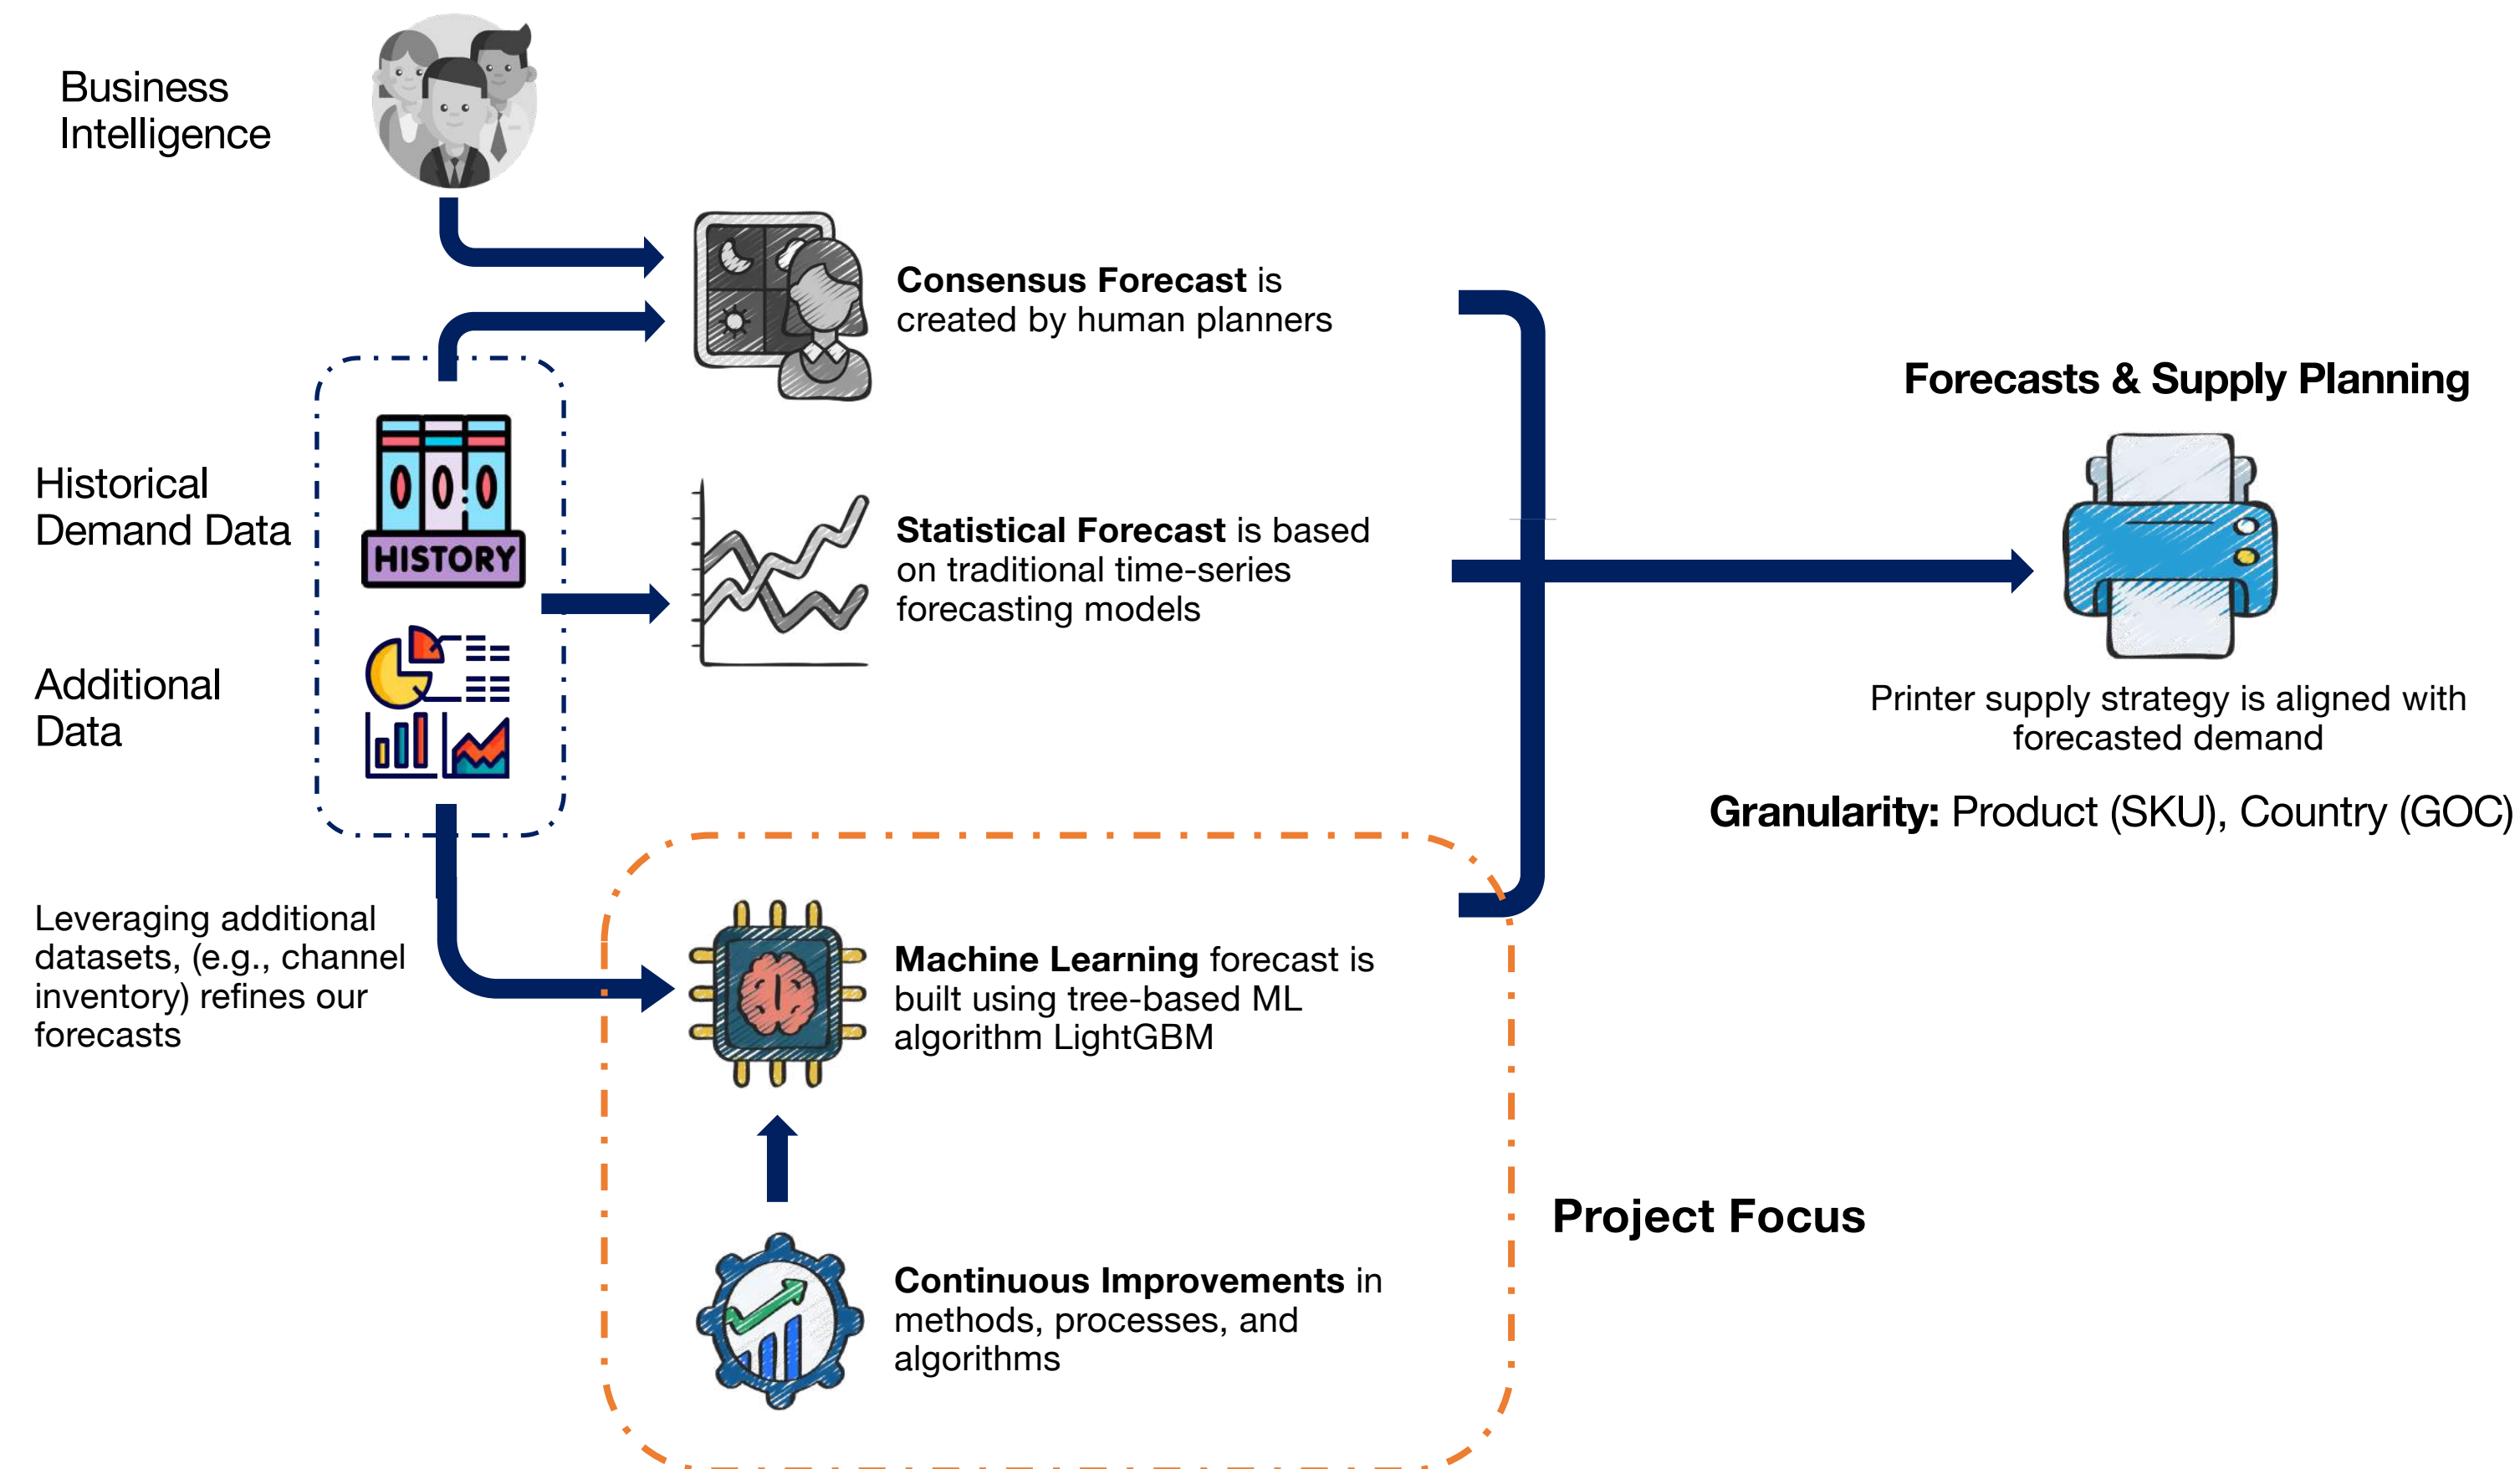 Business
Intelligence
Consensus Forecast is
created by human planners
Forecasts & Supply Planning
Historical
Demand Data
HISTORY
Statistical Forecast is based
on traditional time-series
forecasting models
Additional
Data
Printer supply strategy is aligned with
forecasted demand
Granularity: Product (SKU), Country (GOC)
Leveraging additional
datasets, (e.g., channel
inventory) refines our
forecasts
Machine Learning forecast is
built using tree-based ML
algorithm LightGBM
Project Focus
Continuous Improvements in
methods, processes, and
algorithms